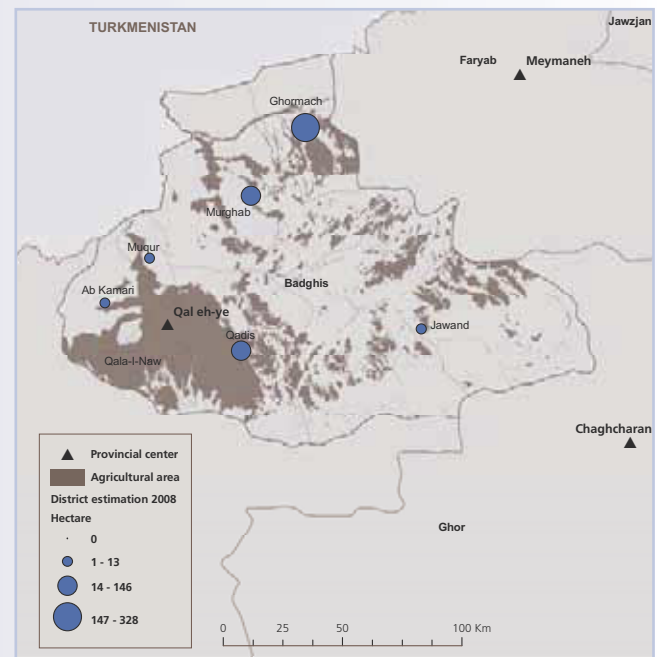 TURKMENISTAN
Jawzjan
Faryab
Meymaneh
Ghormach
Murghab
Muqur
Ab Kamari
Badghis
Qal eh-ye
Qadis
Jawand
Qala-I-Naw
Chaghcharan
Ghor
Provincial center
Agricultural area
District estimation 2008
Hectare
0
1 - 13
14 - 146
147 - 328
0 25 50 100 Km